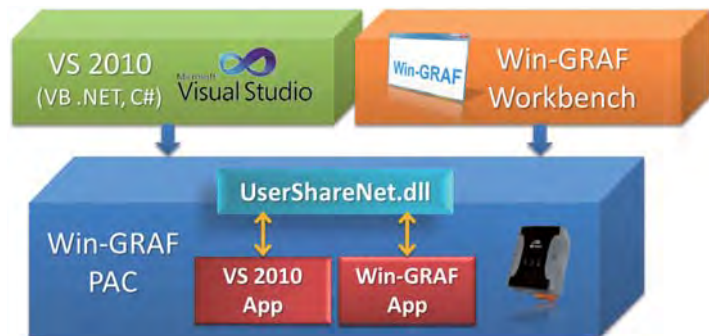 VS 2010
(VB .NET, C#)
Microsoft
Visual Studio
Win-GRAF
Win-GRAF
Workbench
UserShareNet.dll
Win-GRAF
PAC
VS 2010
App
Win-GRAF
App